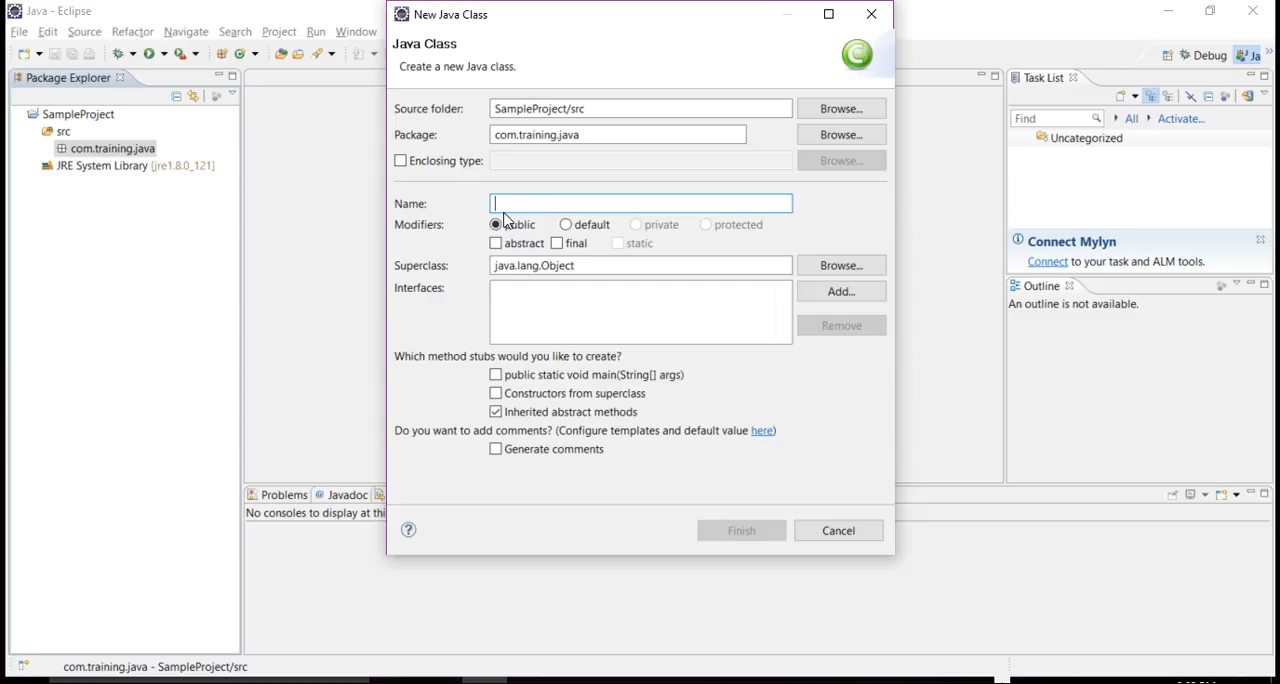 Java - Eclipse
File Edit Source Refactor Navigate Search Project Run Window
Debug
Ja
Package Explorer
SampleProject
src
com.training.java
JRE System Library [jre1.8.0_121]
New Java Class
Java Class
Create a new Java class.
Source folder: SampleProject/src Browse...
Package: com.training.java Browse...
Enclosing type: Browse...
Name:
Modifiers: public default private protected
abstract final static
Superclass: java.lang.Object Browse...
Interfaces: Add...
Remove
Which method stubs would you like to create?
public static void main(String[] args)
Constructors from superclass
Inherited abstract methods
Do you want to add comments? (Configure templates and default value here)
Generate comments
Finish Cancel
Task List
Find All Activate...
Uncategorized
Connect Mylyn
Connect to your task and ALM tools.
Outline
An outline is not available.
Problems @ Javadoc
No consoles to display at thi
com.training.java - SampleProject/src